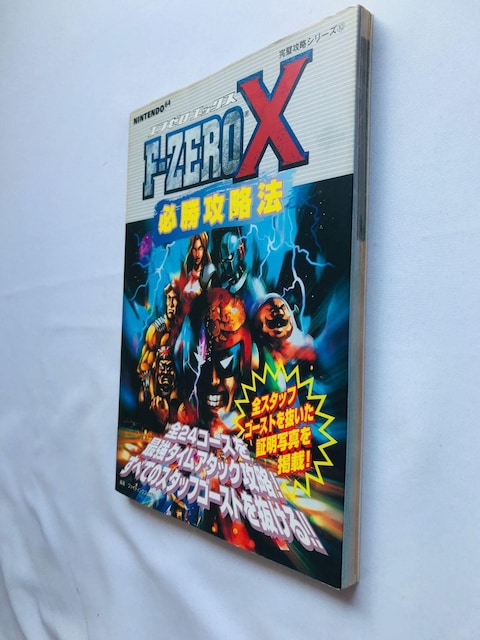 完璧攻略シリーズ
NINTENDO64
エフゼロエックス
F-ZERO X
必勝攻略法
全スタッフ
ゴーストを抜いた
証明写真を
掲載!
全24コースを
最強タイムアタック攻略!
すべてのスタッフゴーストを抜ける!!